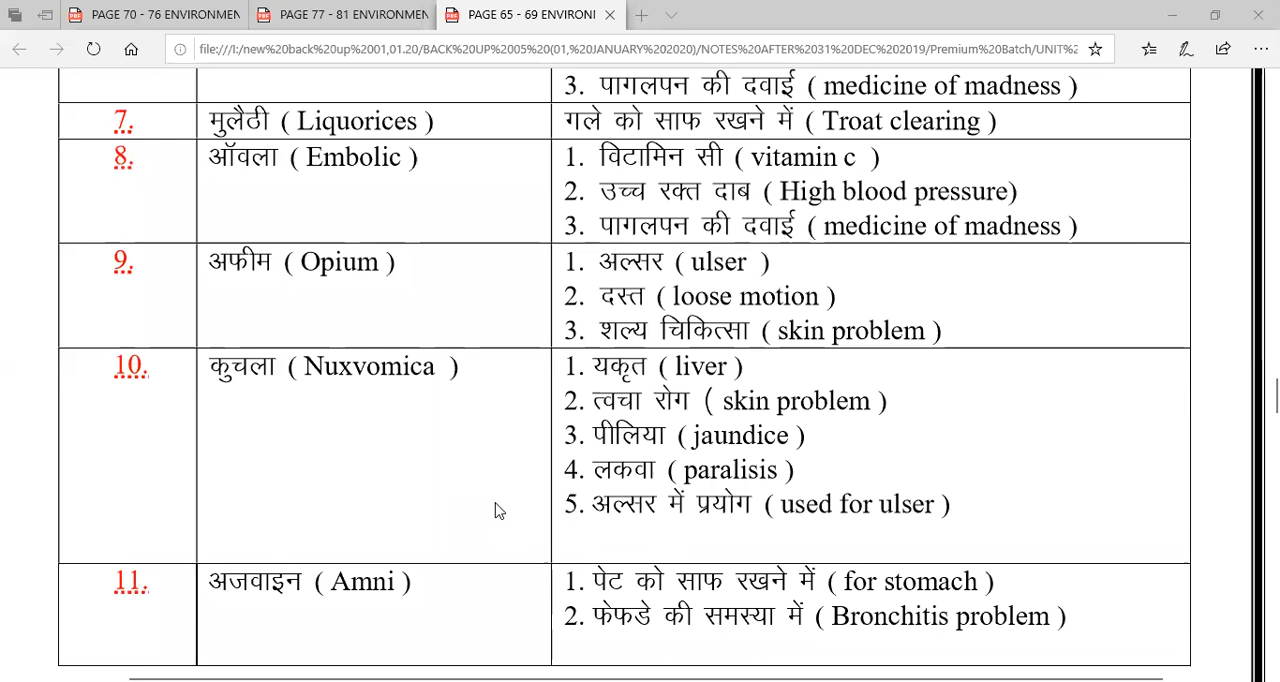 PAGE 70 - 76 ENVIRONMEN
PAGE 77 - 81 ENVIRONMEN
PAGE 65 - 69 ENVIRONI
file:///I:/new%20back%20up%2001,01.20/BACK%20UP%2005%20(01,%20JANUARY%202020)/NOTES%20AFTER%2031%20DEC%202019/Premium%20Batch/UNIT%2
3. पागलपन की दवाई ( medicine of madness )
7. मुलैठी ( Liquorices ) गले को साफ रखने में ( Troat clearing )
8. ऑवला ( Embolic ) 1. विटामिन सी ( vitamin c )
2. उच्च रक्त दाब ( High blood pressure)
3. पागलपन की दवाई ( medicine of madness )
9. अफीम ( Opium ) 1. अल्सर ( ulser )
2. दस्त ( loose motion )
3. शल्य चिकित्सा ( skin problem )
10. कुचला ( Nuxvomica ) 1. यकृत ( liver )
2. त्वचा रोग ( skin problem )
3. पीलिया ( jaundice )
4. लकवा ( paralisis )
5. अल्सर में प्रयोग ( used for ulser )
11. अजवाइन ( Amni ) 1. पेट को साफ रखने में ( for stomach )
2. फेफडे की समस्या में ( Bronchitis problem )